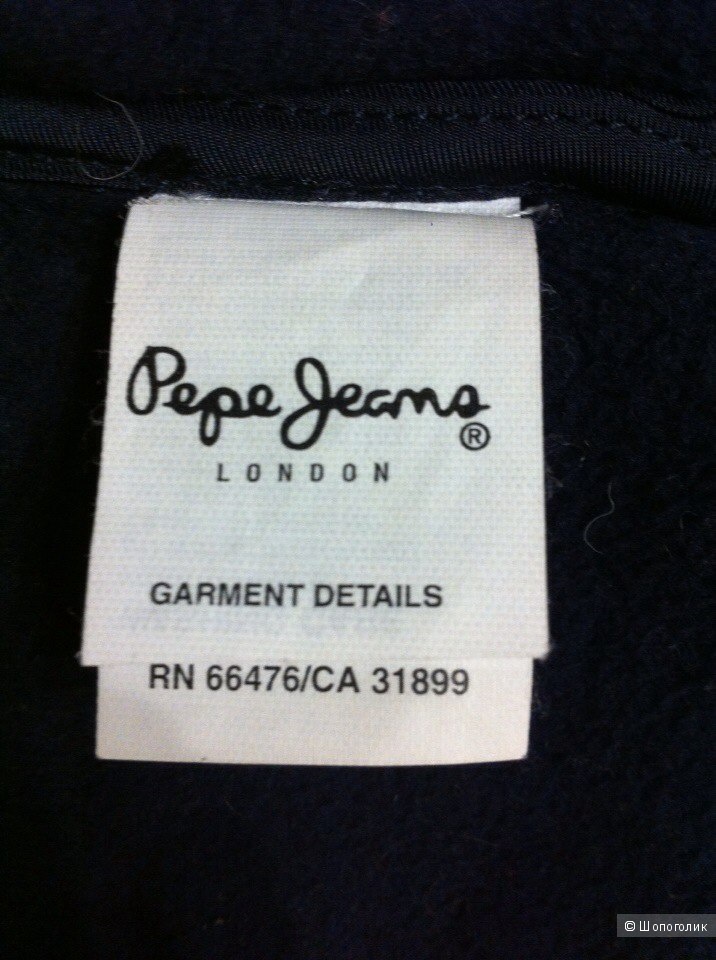 Pepe Jeans®
LONDON
GARMENT DETAILS
RN 66476/CA 31899
© Шопоголик